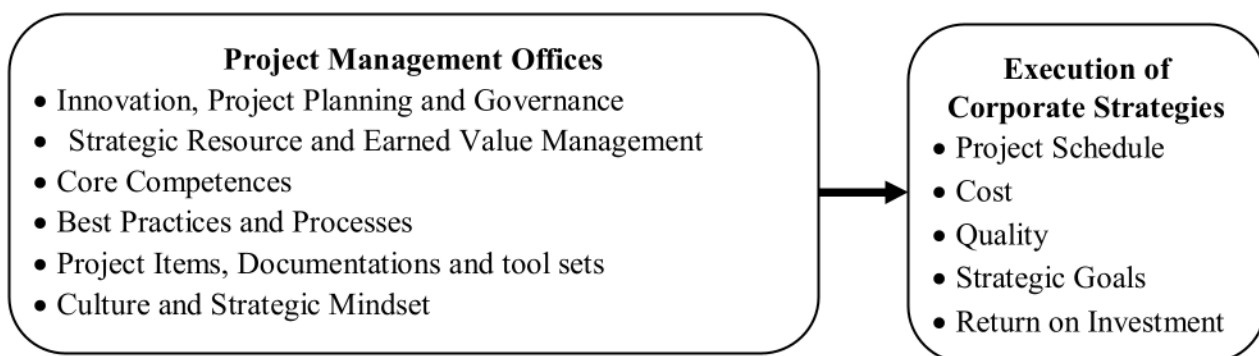 Project Management Offices
• Innovation, Project Planning and Governance
• Strategic Resource and Earned Value Management
• Core Competences
• Best Practices and Processes
• Project Items, Documentations and tool sets
• Culture and Strategic Mindset
Execution of
Corporate Strategies
• Project Schedule
• Cost
• Quality
• Strategic Goals
• Return on Investment